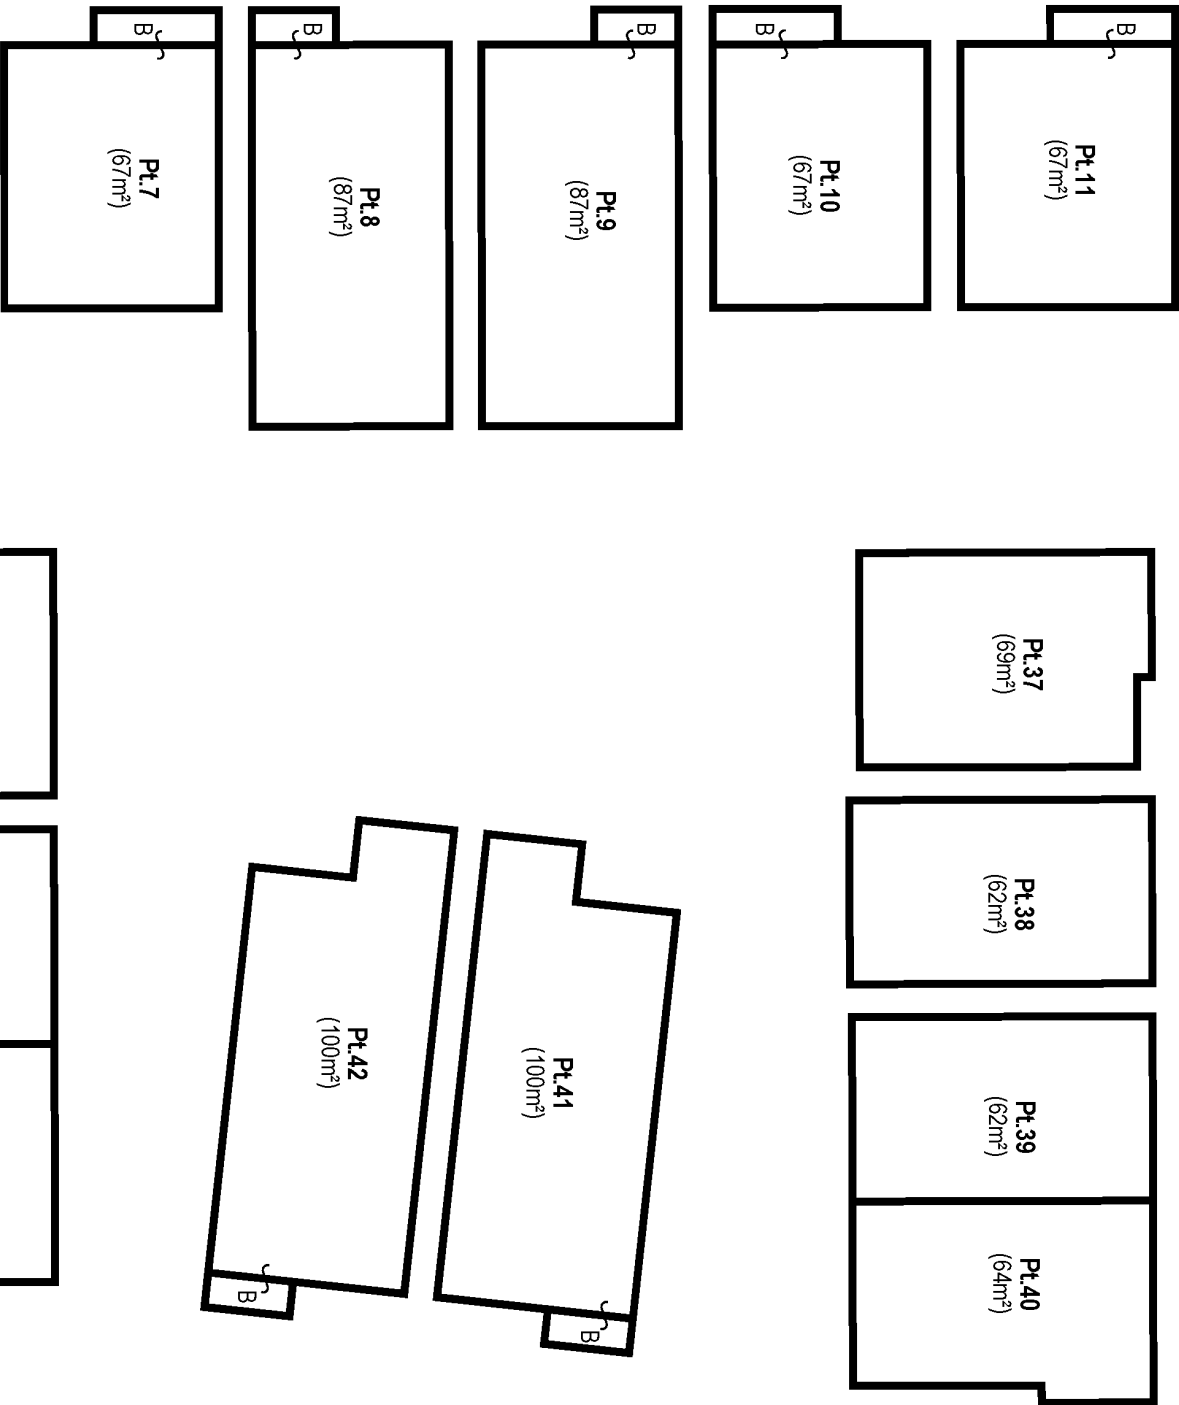 B
B
B
B
B
Pt.7
(67m²)
Pt.8
(87m²)
Pt.9
(87m²)
Pt.10
(67m²)
Pt.11
(67m²)
Pt.37
(69m²)
Pt.38
(62m²)
Pt.39
(62m²)
Pt.40
(64m²)
Pt.41
(100m²)
Pt.42
(100m²)
B
B